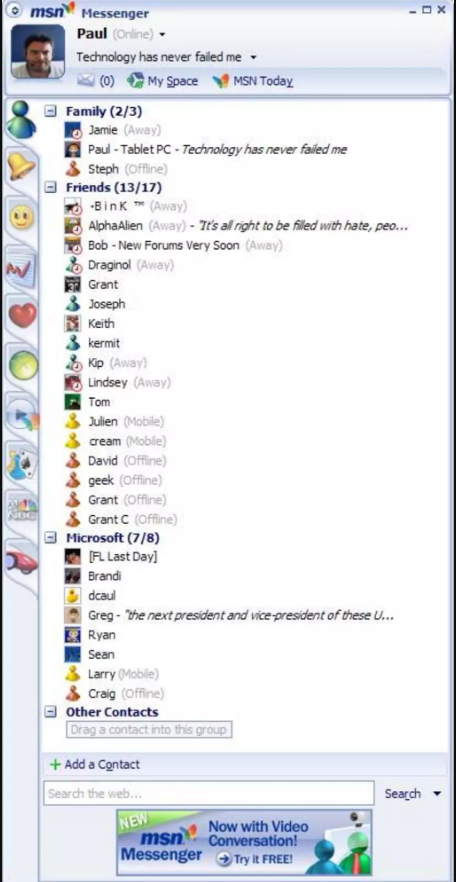 msn Messenger
Paul (Online)
Technology has never failed me
(0) My Space MSN Today
Family (2/3)
Jamie (Away)
Paul - Tablet PC - Technology has never failed me
Steph (Offline)
Friends (13/17)
·B i n K ™ (Away)
AlphaAlien (Away) - "It's all right to be filled with hate, peo...
Bob - New Forums Very Soon (Away)
Draginol (Away)
Grant
Joseph
Keith
kermit
Kip (Away)
Lindsey (Away)
Tom
Julien (Mobile)
cream (Mobile)
David (Offline)
geek (Offline)
Grant (Offline)
Grant C (Offline)
Microsoft (7/8)
[FL Last Day]
Brandi
dcaul
Greg - "the next president and vice-president of these U...
Ryan
Sean
Larry (Mobile)
Craig (Offline)
Other Contacts
Drag a contact into this group
+ Add a Contact
Search the web...
Search
NEW
msn Messenger
Now with Video
Conversation!
Try it FREE!